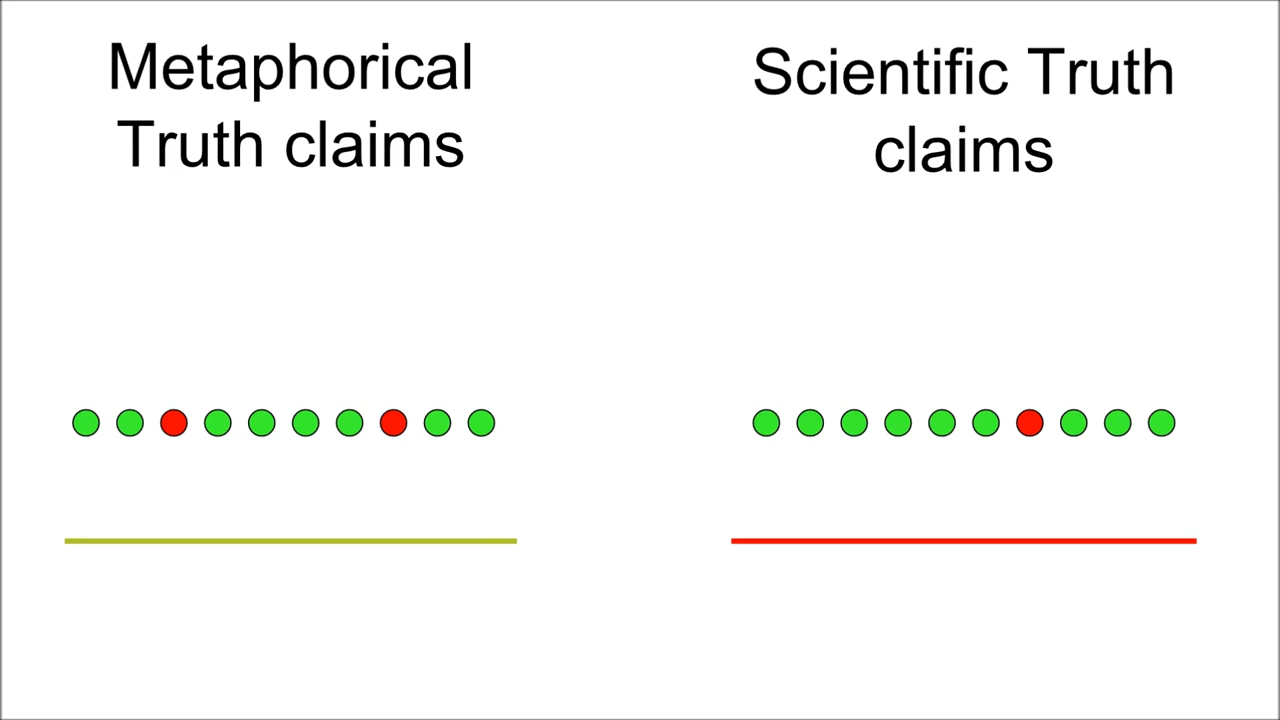 Metaphorical
Truth claims
Scientific Truth
claims